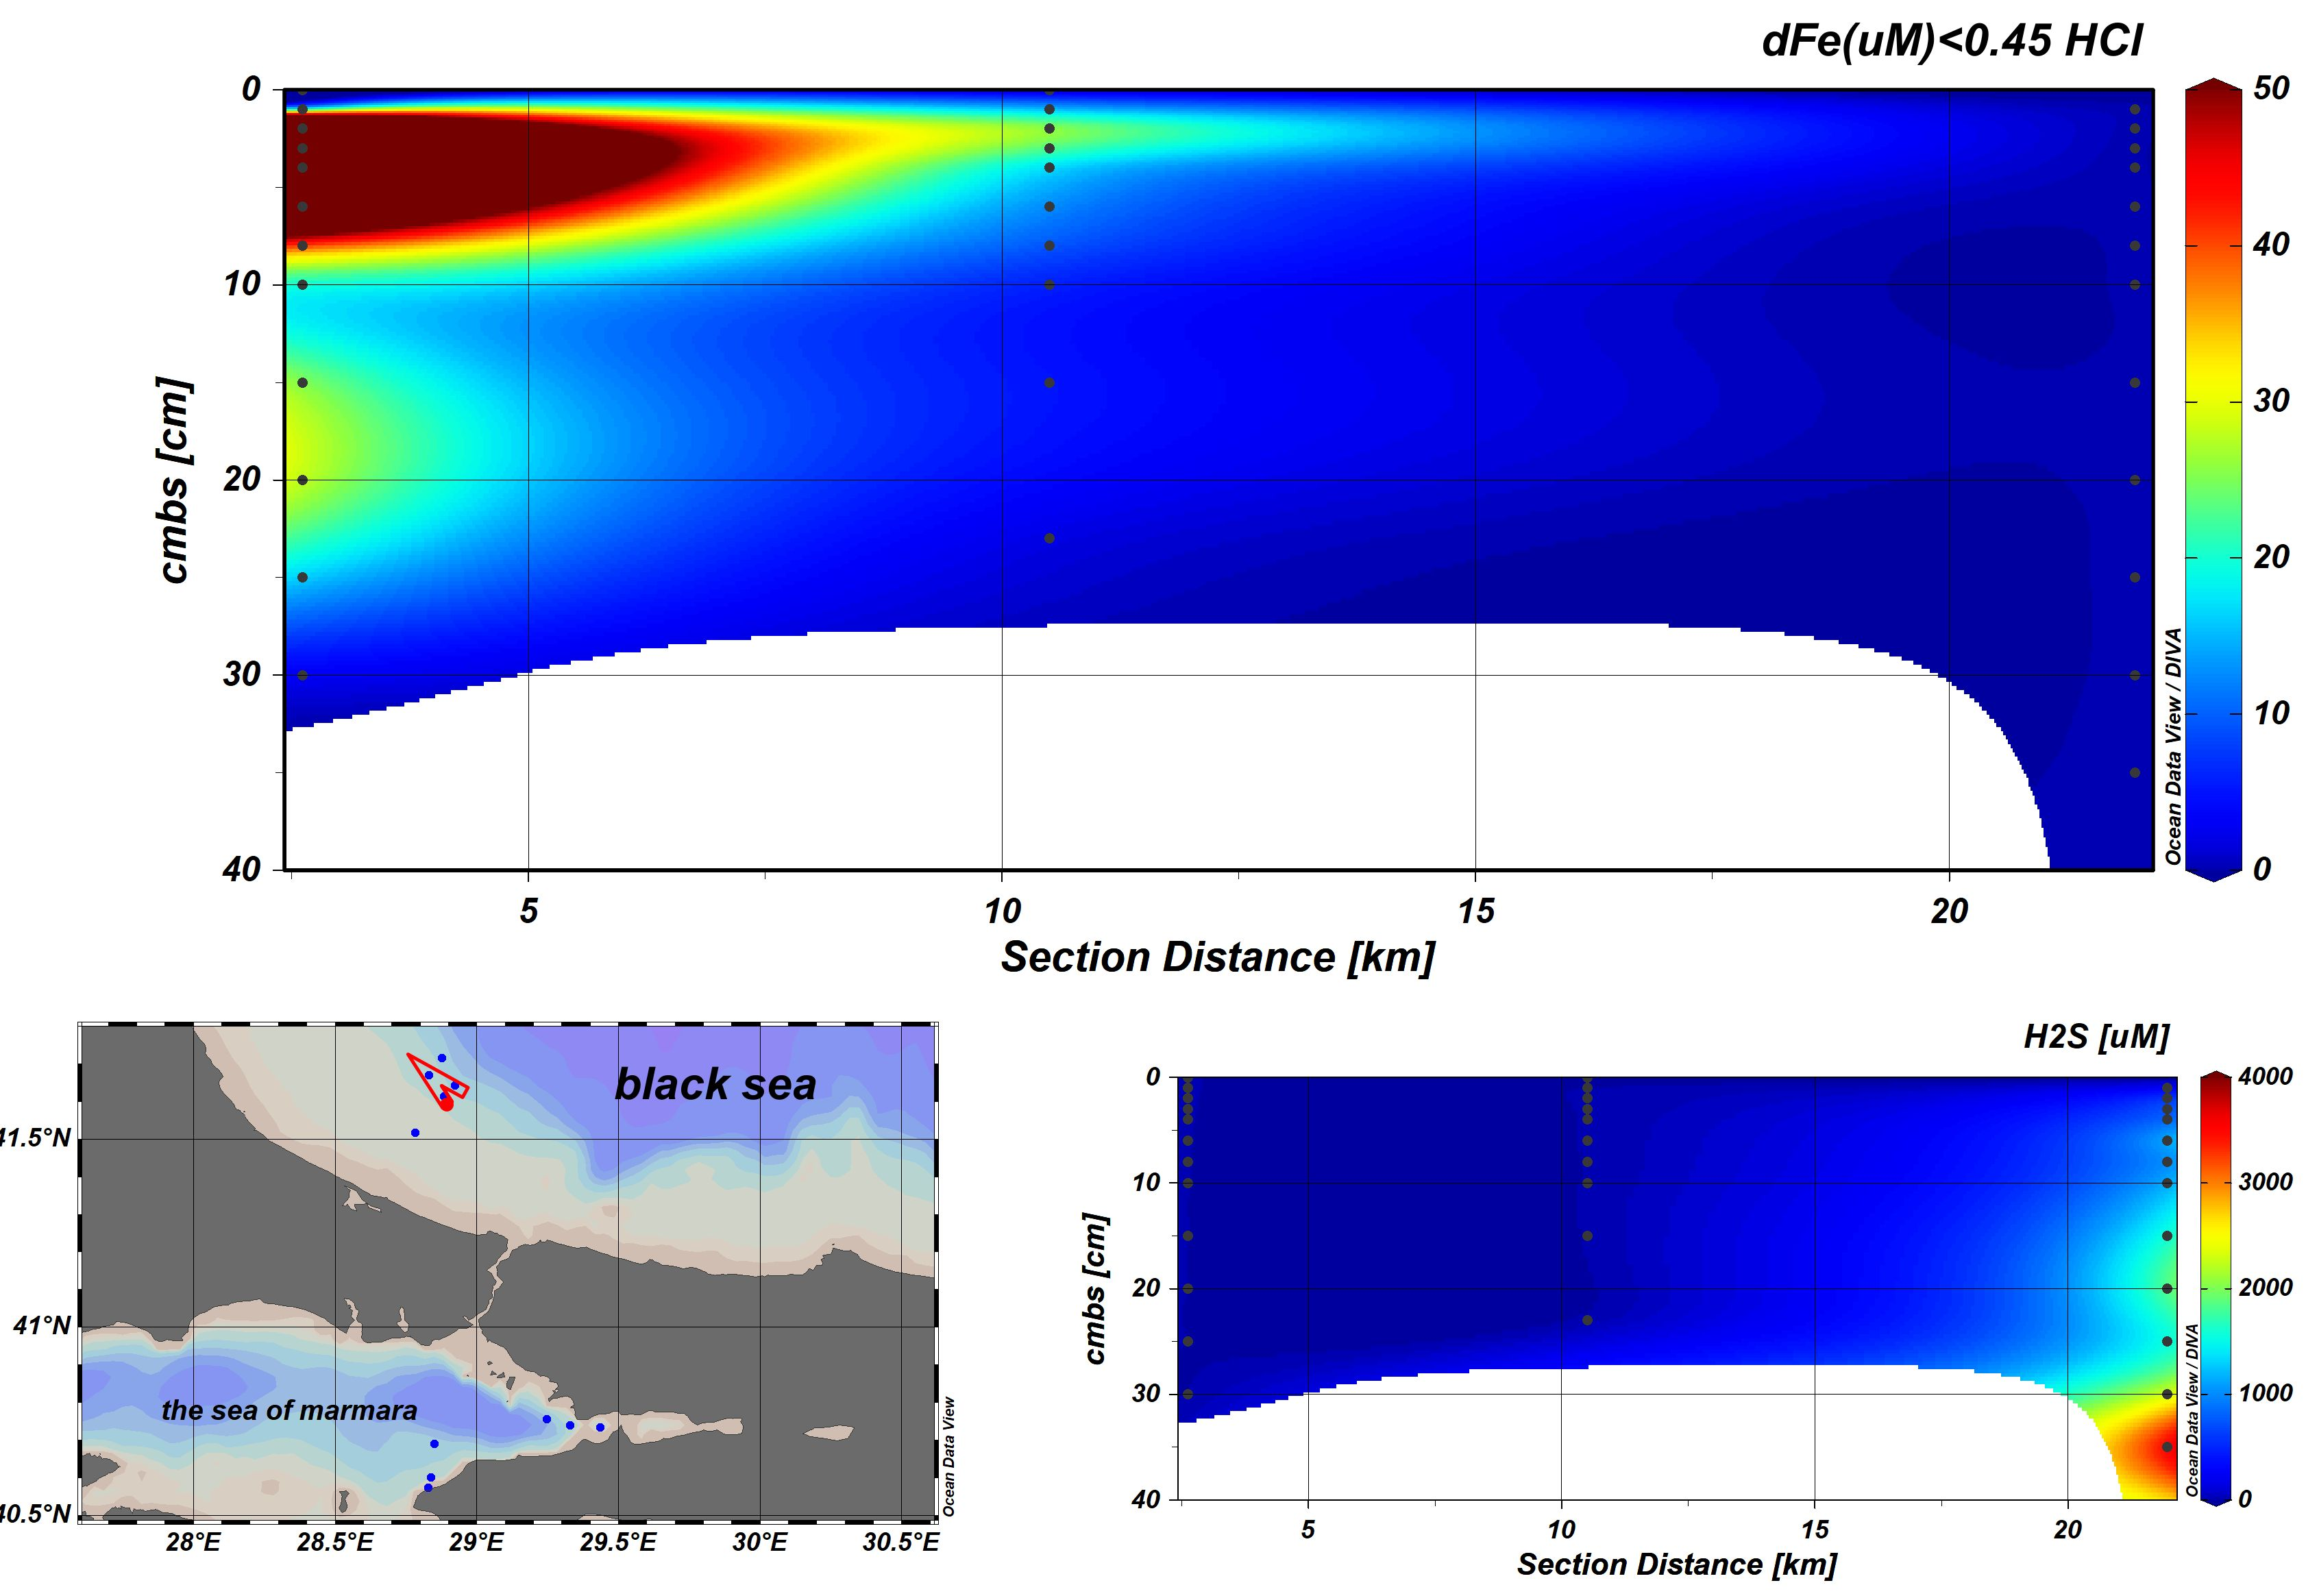 dFe(uM)<0.45 HCl
0
10
20
30
40
cmbs [cm]
5
10
15
20
Section Distance [km]
50
40
30
20
10
0
Ocean Data View / DIVA
black sea
the sea of marmara
41.5°N
41°N
40.5°N
28°E
28.5°E
29°E
29.5°E
30°E
30.5°E
Ocean Data View
H2S [uM]
0
10
20
30
40
cmbs [cm]
5
10
15
20
Section Distance [km]
4000
3000
2000
1000
0
Ocean Data View / DIVA